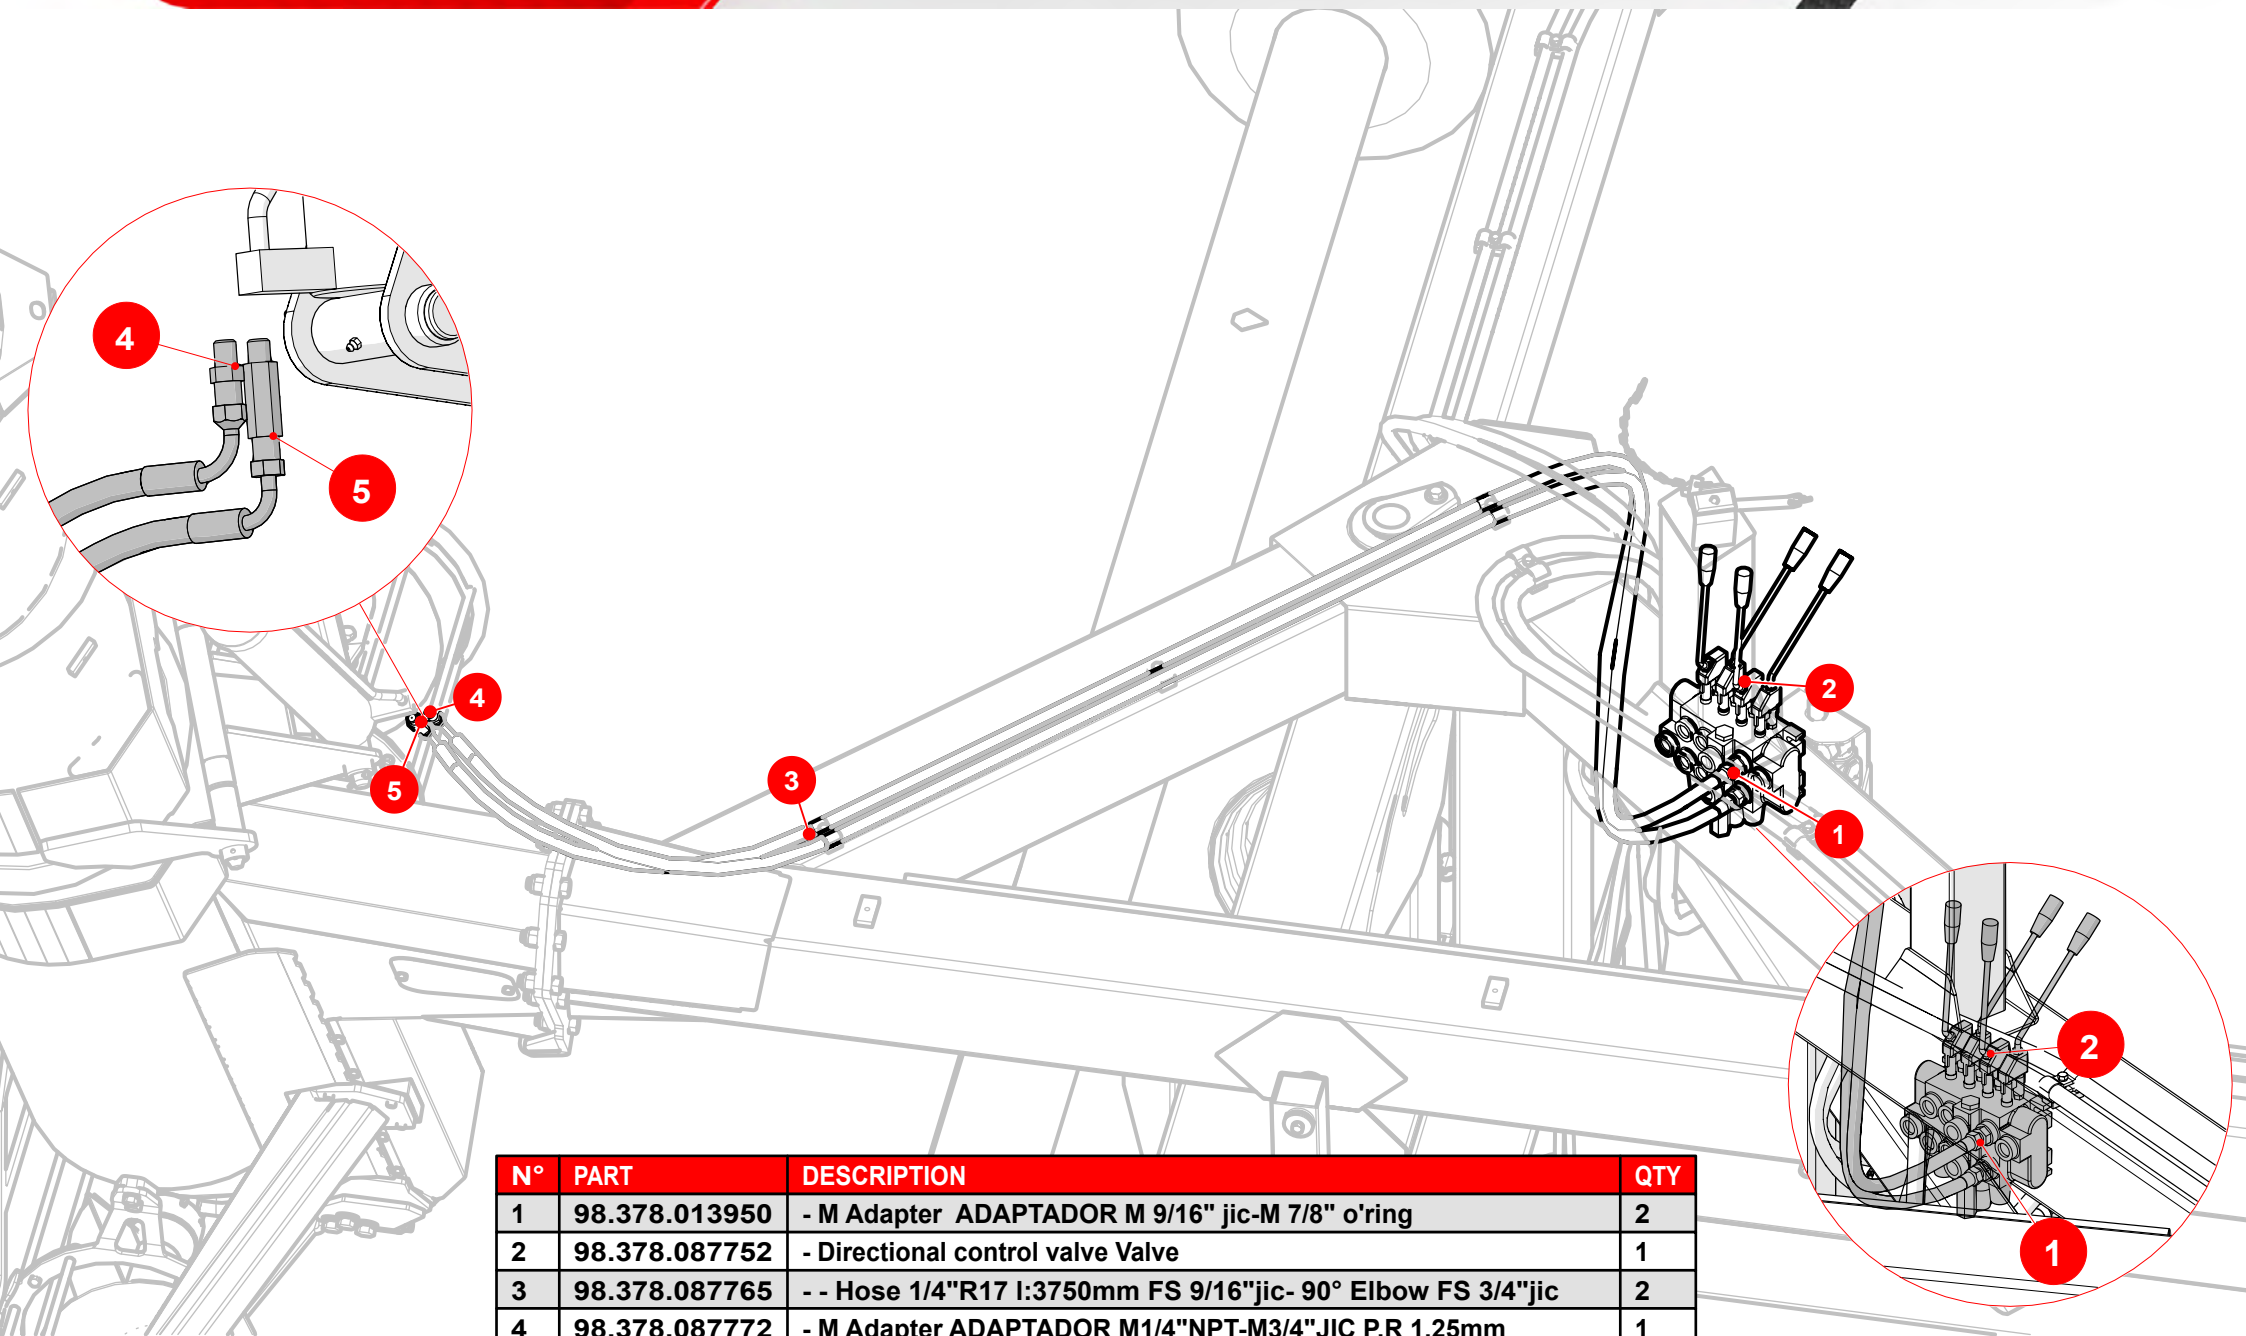 4
5
4
5
3
2
1
2
1
N° PART DESCRIPTION QTY
1 98.378.013950 - M Adapter ADAPTADOR M 9/16" jic-M 7/8" o'ring 2
2 98.378.087752 - Directional control valve Valve 1
3 98.378.087765 - - Hose 1/4"R17 l:3750mm FS 9/16"jic- 90° Elbow FS 3/4"jic 2
4 98.378.087772 - M Adapter ADAPTADOR M1/4"NPT-M3/4"JIC P.R 1.25mm 1